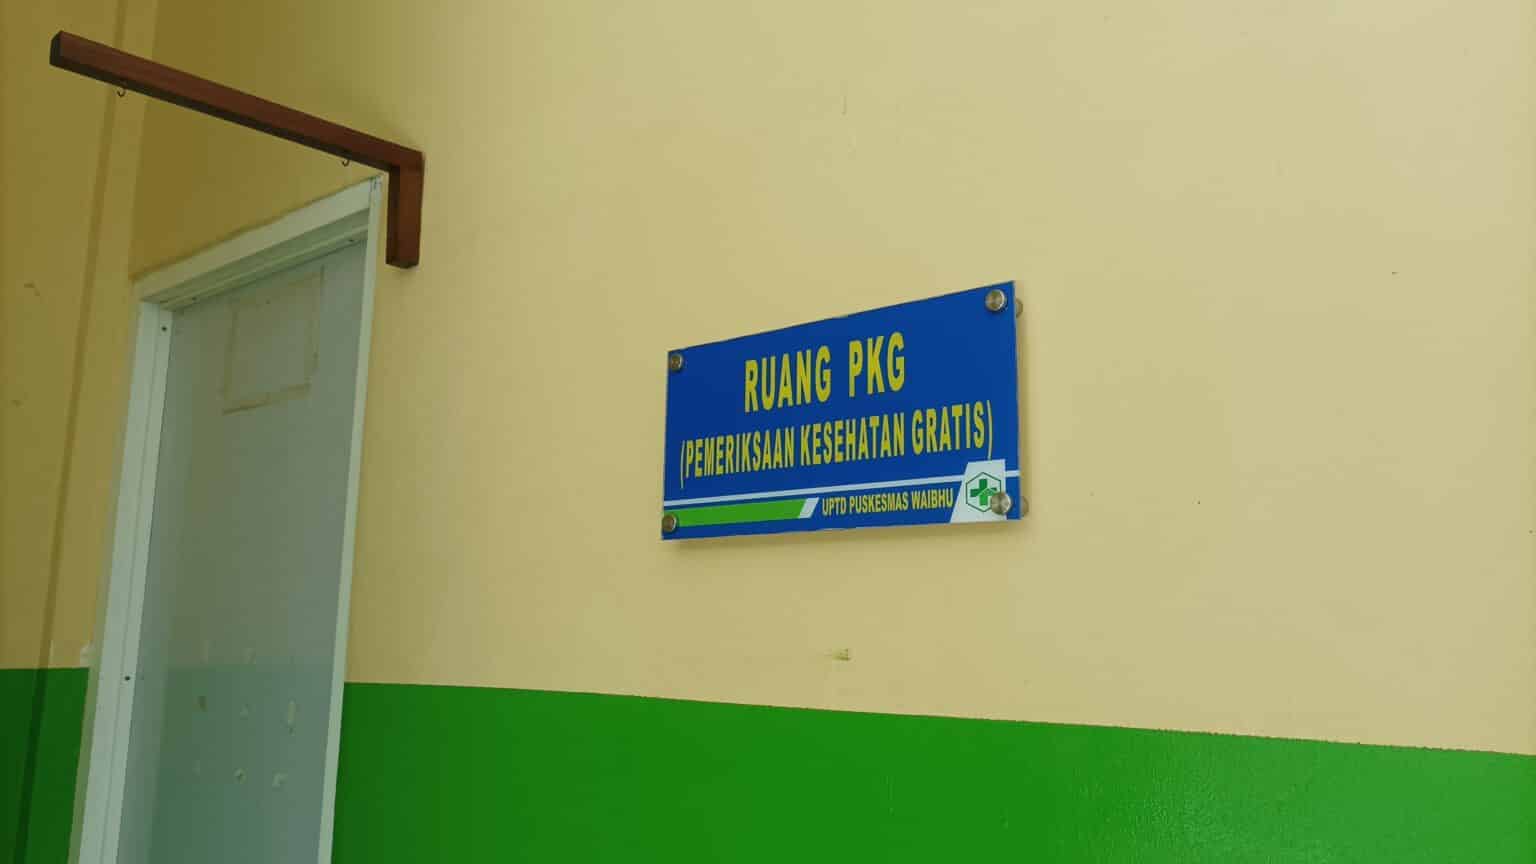 RUANG PKG
(PEMERIKSAAN KESEHATAN GRATIS)
UPTD PUSKESMAS WAIBHU